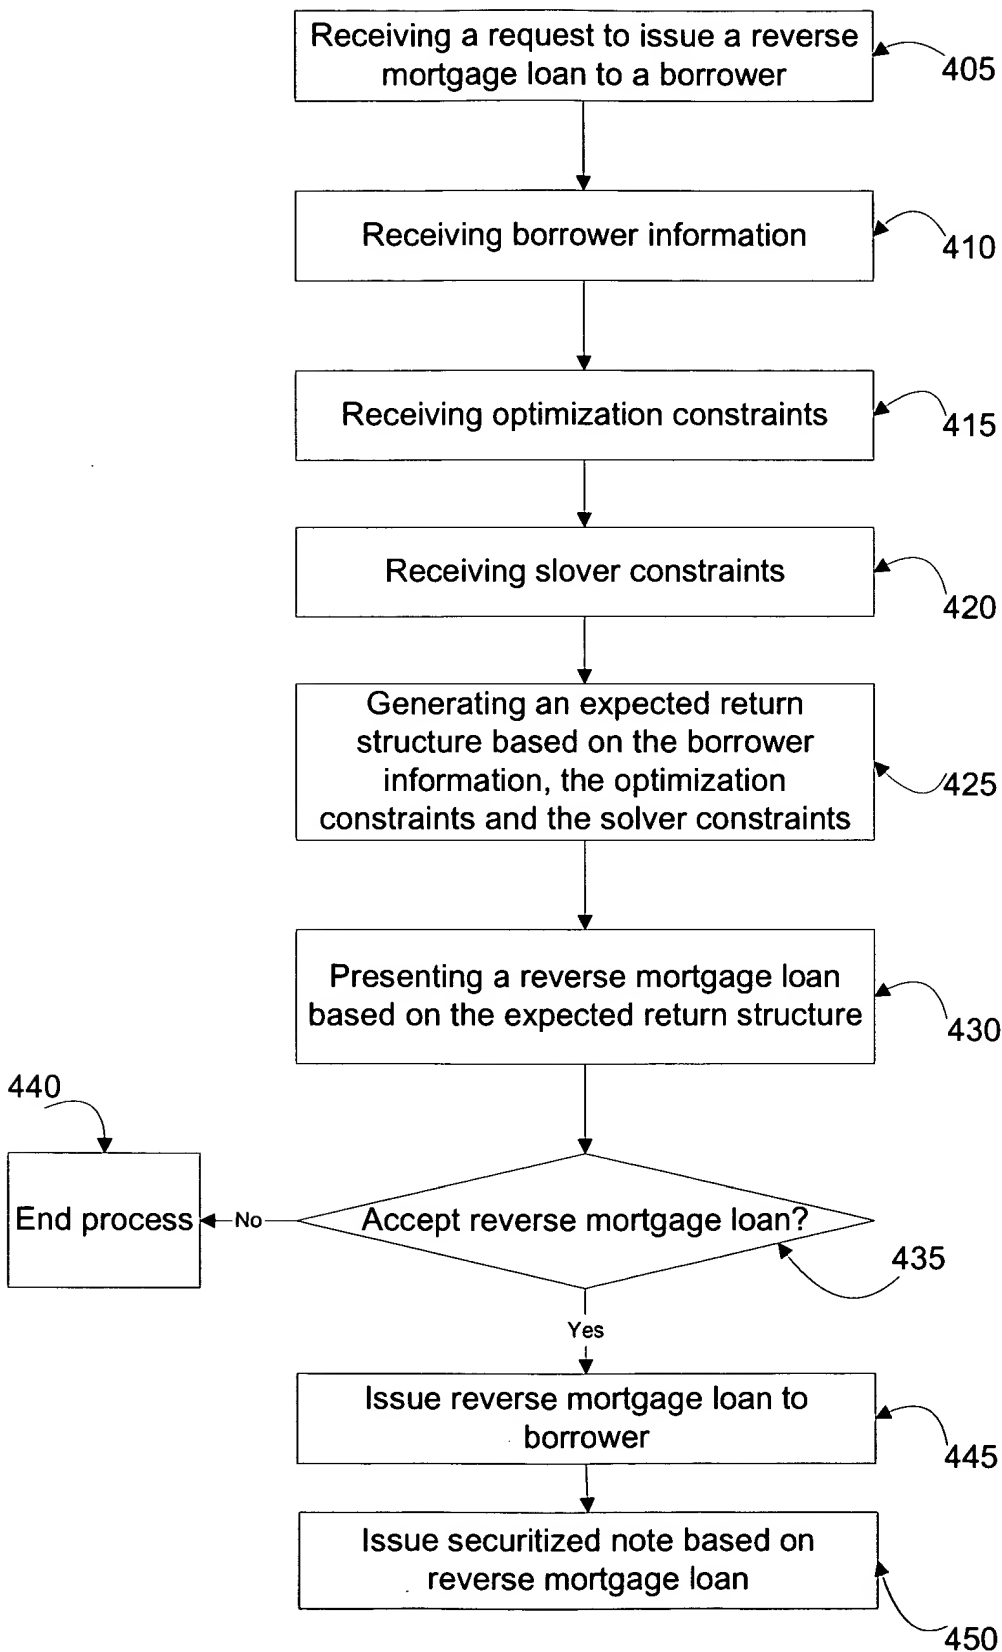 Receiving a request to issue a reverse
mortgage loan to a borrower
405
Receiving borrower information
410
Receiving optimization constraints
415
Receiving slover constraints
420
Generating an expected return
structure based on the borrower
information, the optimization
constraints and the solver constraints
425
Presenting a reverse mortgage loan
based on the expected return structure
430
440
End process
No
Accept reverse mortgage loan?
435
Yes
Issue reverse mortgage loan to
borrower
445
Issue securitized note based on
reverse mortgage loan
450